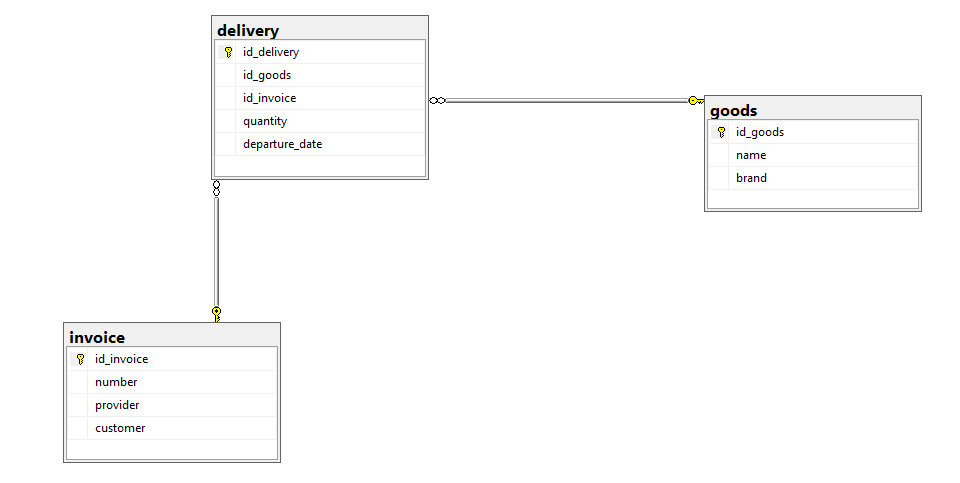 delivery
id_delivery
id_goods
id_invoice
quantity
departure_date
goods
id_goods
name
brand
invoice
id_invoice
number
provider
customer